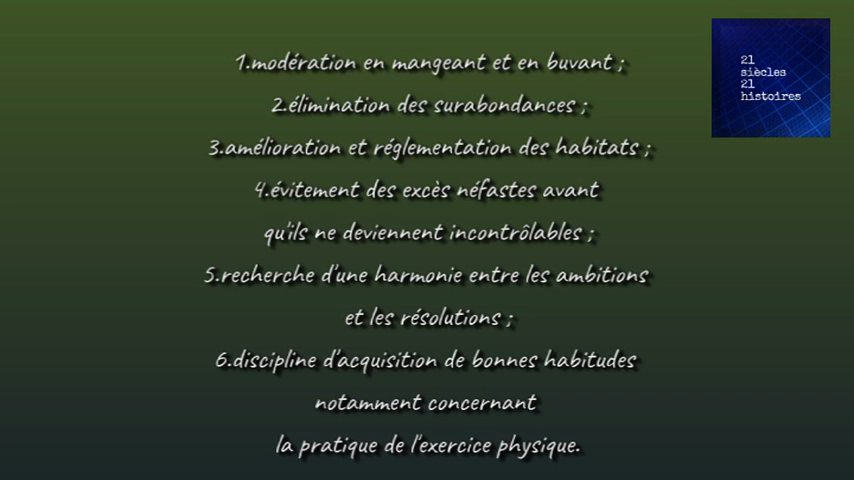 21
siècles
21
histoires
1.modération en mangeant et en buvant ;
2.élimination des surabondances ;
3.amélioration et réglementation des habitats ;
4.évitement des excès néfastes avant
qu'ils ne deviennent incontrôlables ;
5.recherche d'une harmonie entre les ambitions
et les résolutions ;
6.discipline d'acquisition de bonnes habitudes
notamment concernant
la pratique de l'exercice physique.